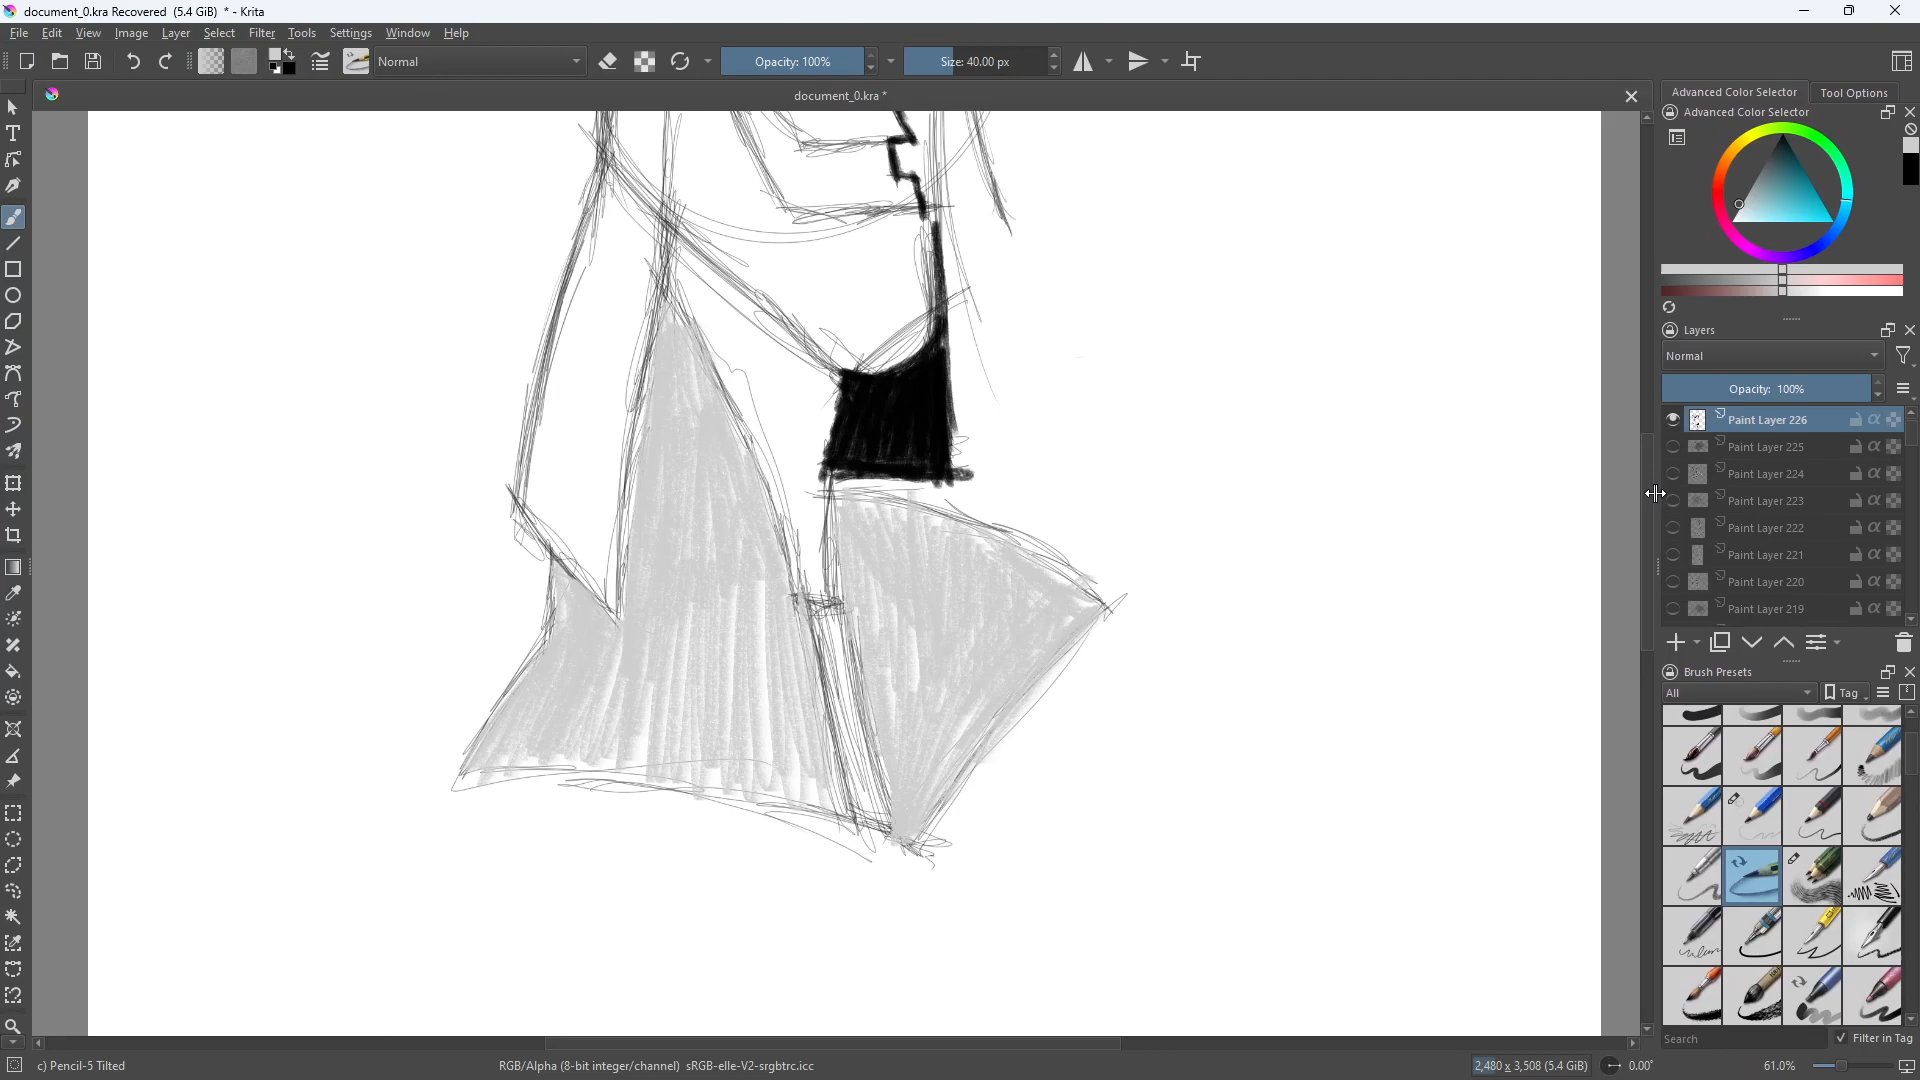 document_0.kra Recovered (5.4 GiB) * - Krita
File Edit View Image Layer Select Filter Tools Settings Window Help
Normal Opacity: 100% Size: 40.00 px
document_0.kra *
Advanced Color Selector Tool Options
Advanced Color Selector
Layers
Normal
Opacity: 100%
Paint Layer 226
Paint Layer 225
Paint Layer 224
Paint Layer 223
Paint Layer 222
Paint Layer 221
Paint Layer 220
Paint Layer 219
Brush Presets
All Tag
Search Filter in Tag
c) Pencil-5 Tilted RGB/Alpha (8-bit integer/channel) sRGB-elle-V2-srgbtrc.icc 2,480 x 3,508 (5.4 GiB) 0.00° 61.0%